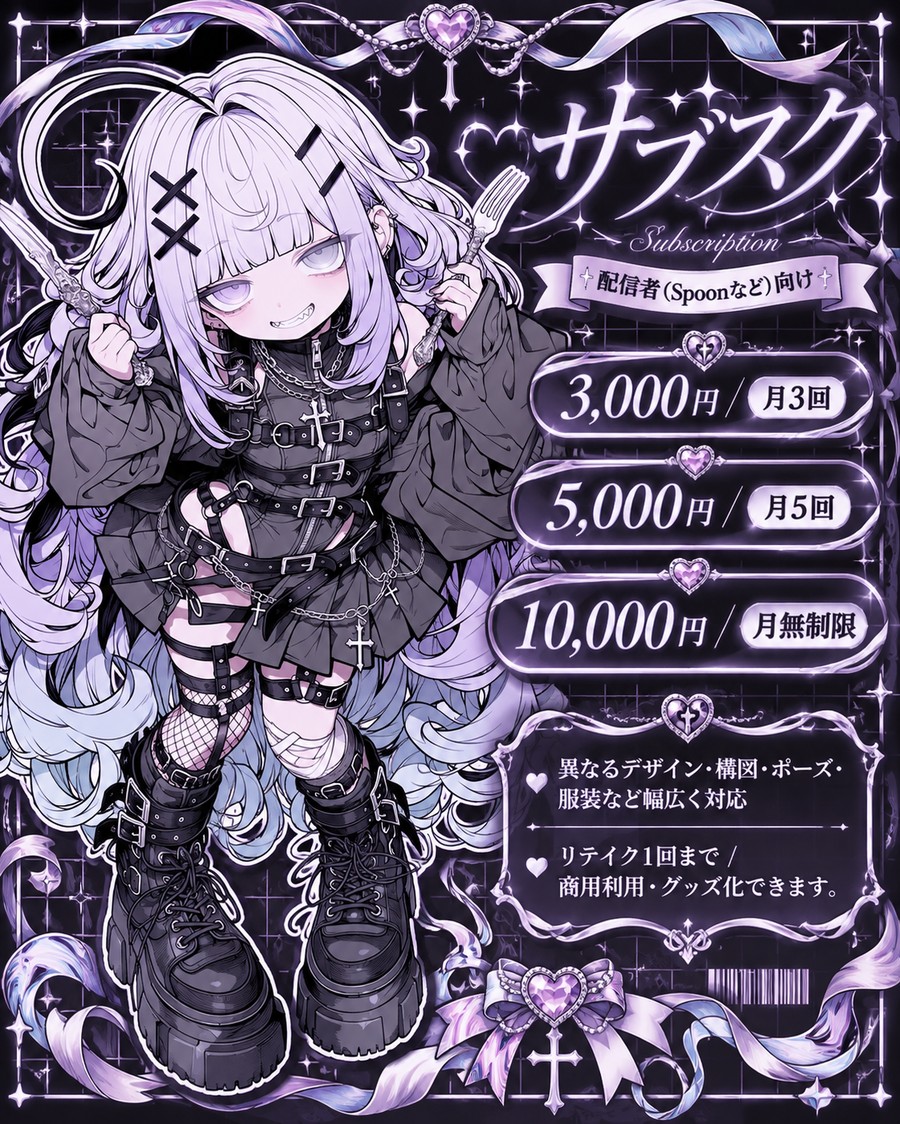 サブスク
Subscription
配信者(Spoonなど)向け
3,000円 / 月3回
5,000円 / 月5回
10,000円 / 月無制限
異なるデザイン・構図・ポーズ・
服装など幅広く対応
リテイク1回まで /
商用利用・グッズ化できます。